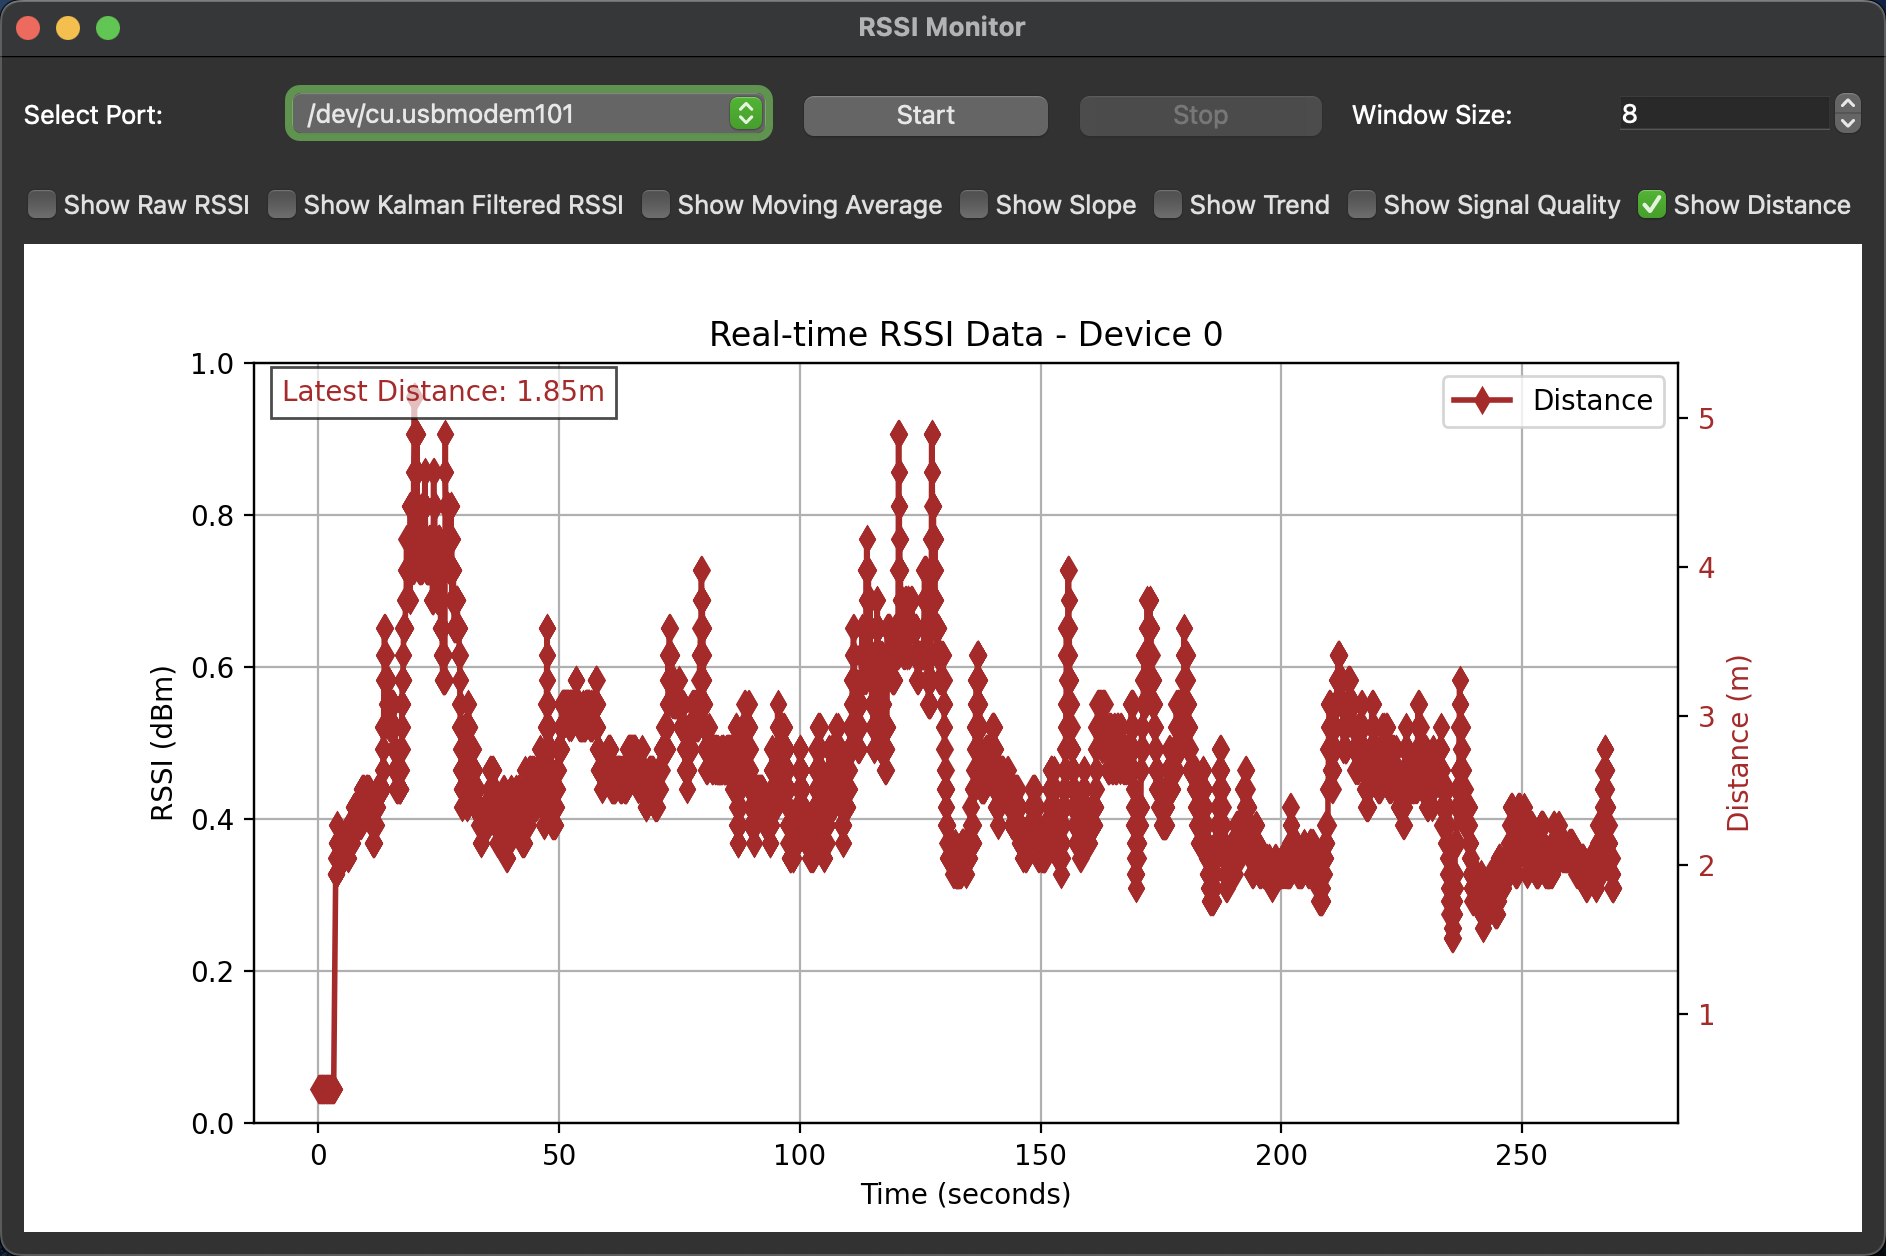 RSSI Monitor
Select Port: /dev/cu.usbmodem101 Start Stop Window Size: 8
Show Raw RSSI Show Kalman Filtered RSSI Show Moving Average Show Slope Show Trend Show Signal Quality Show Distance
Real-time RSSI Data - Device 0
Latest Distance: 1.85m
Distance
RSSI (dBm)
1.0
0.8
0.6
0.4
0.2
0.0
0 50 100 150 200 250
Time (seconds)
5
4
3
2
1
Distance (m)